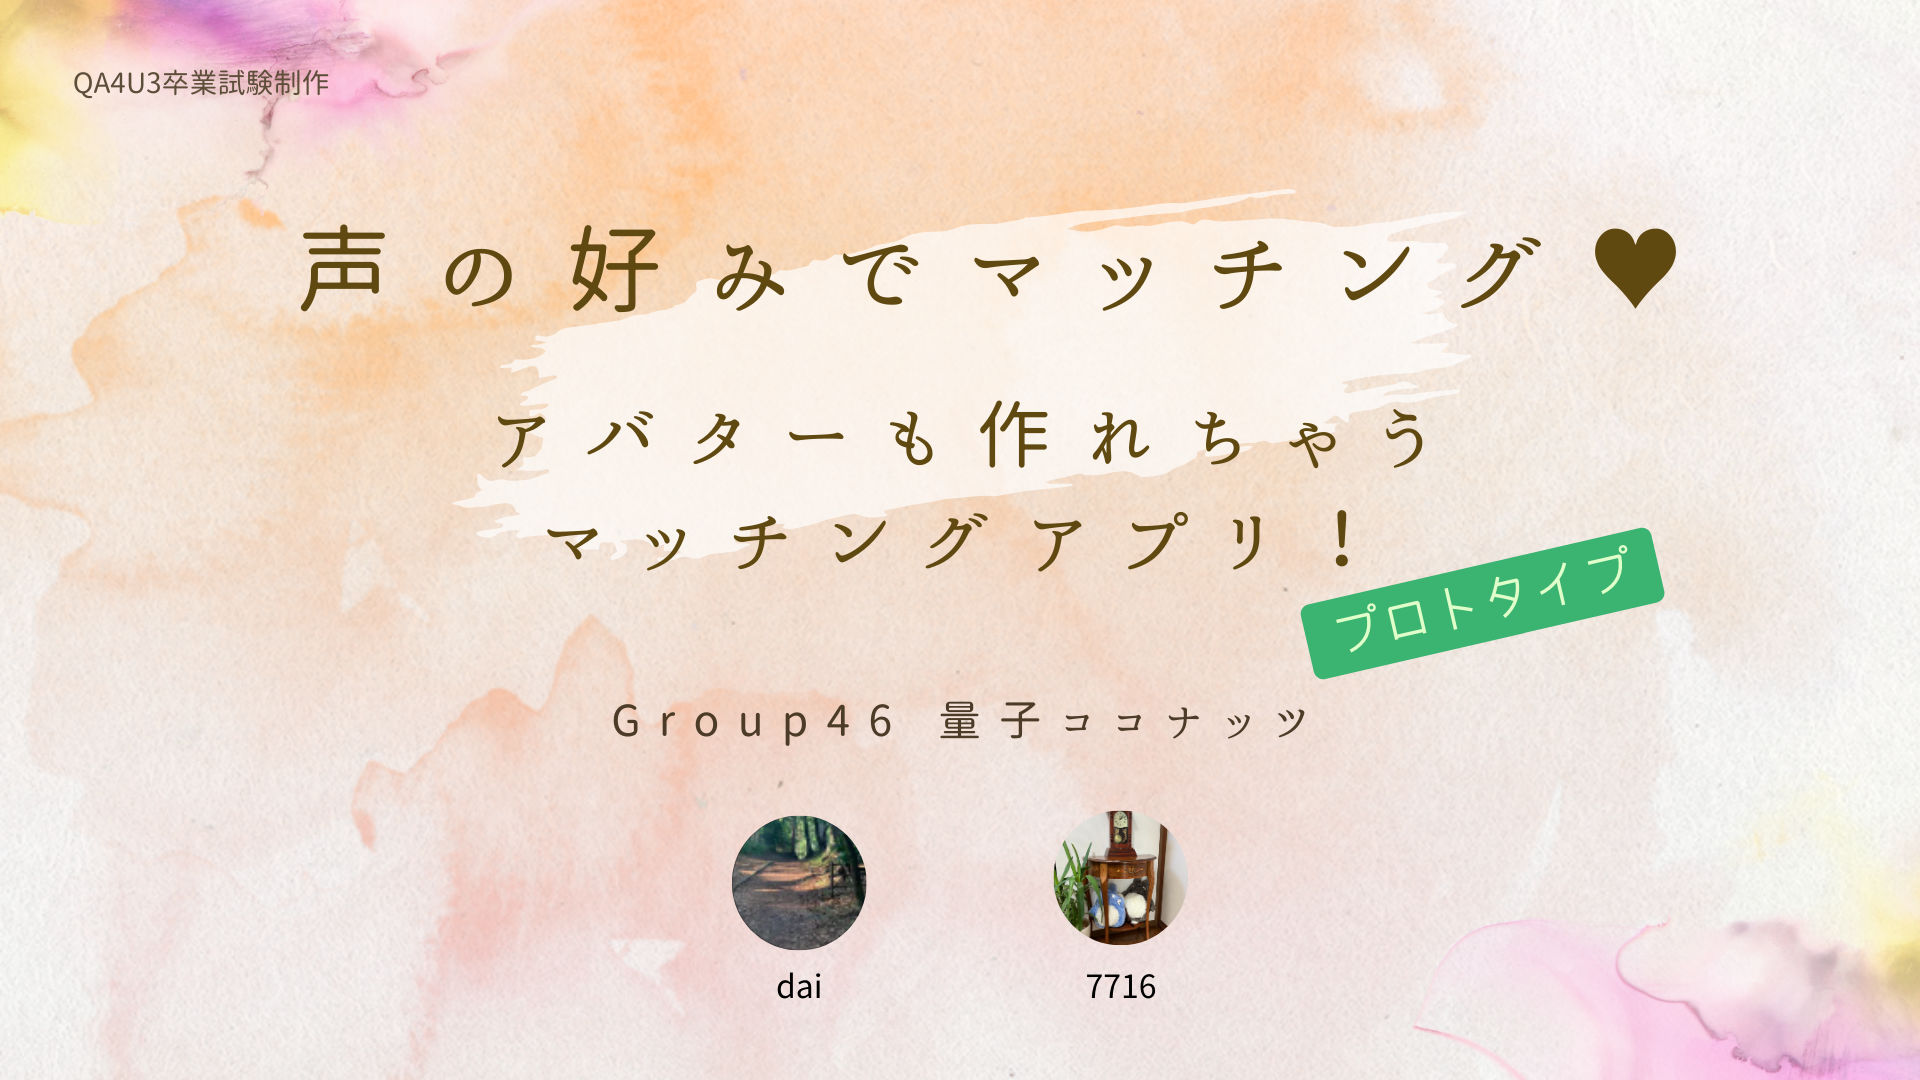 QA4U3卒業試験制作
声の好みでマッチング♥
アバターも作れちゃう
マッチングアプリ！
プロトタイプ
Group46 量子ココナッツ
dai
7716